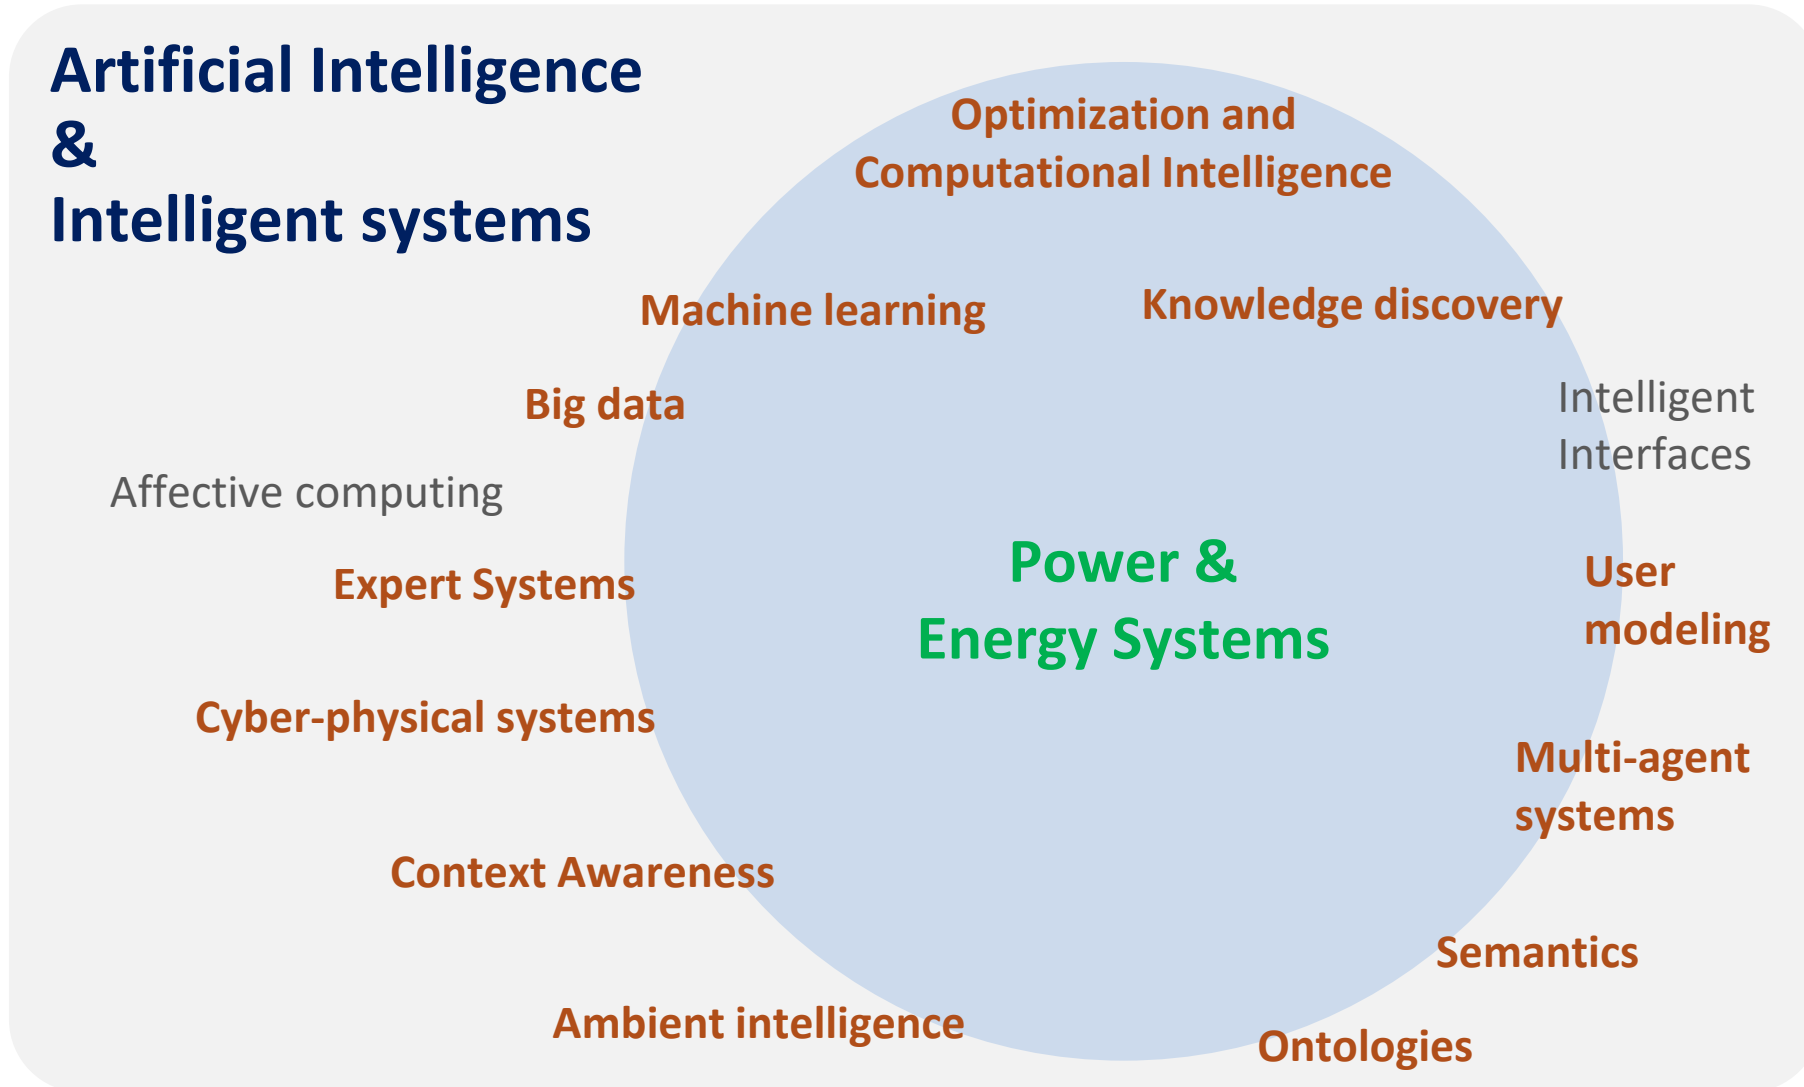 Artificial Intelligence
&
Intelligent systems
Optimization and
Computational Intelligence
Machine learning
Knowledge discovery
Big data
Intelligent
Interfaces
Affective computing
Power &
Energy Systems
Expert Systems
User
modeling
Cyber-physical systems
Multi-agent
systems
Context Awareness
Semantics
Ambient intelligence
Ontologies